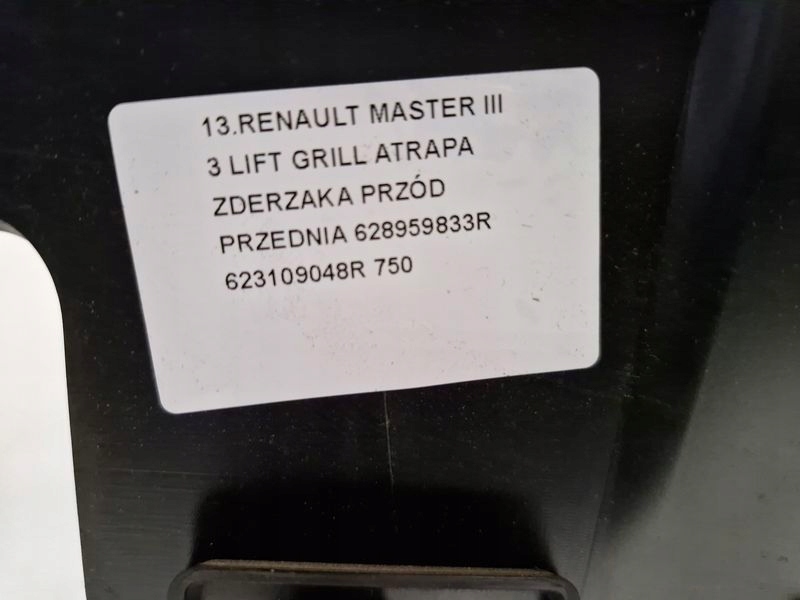 13.RENAULT MASTER III
3 LIFT GRILL ATRAPA
ZDERZAKA PRZÓD
PRZEDNIA 628959833R
623109048R 750